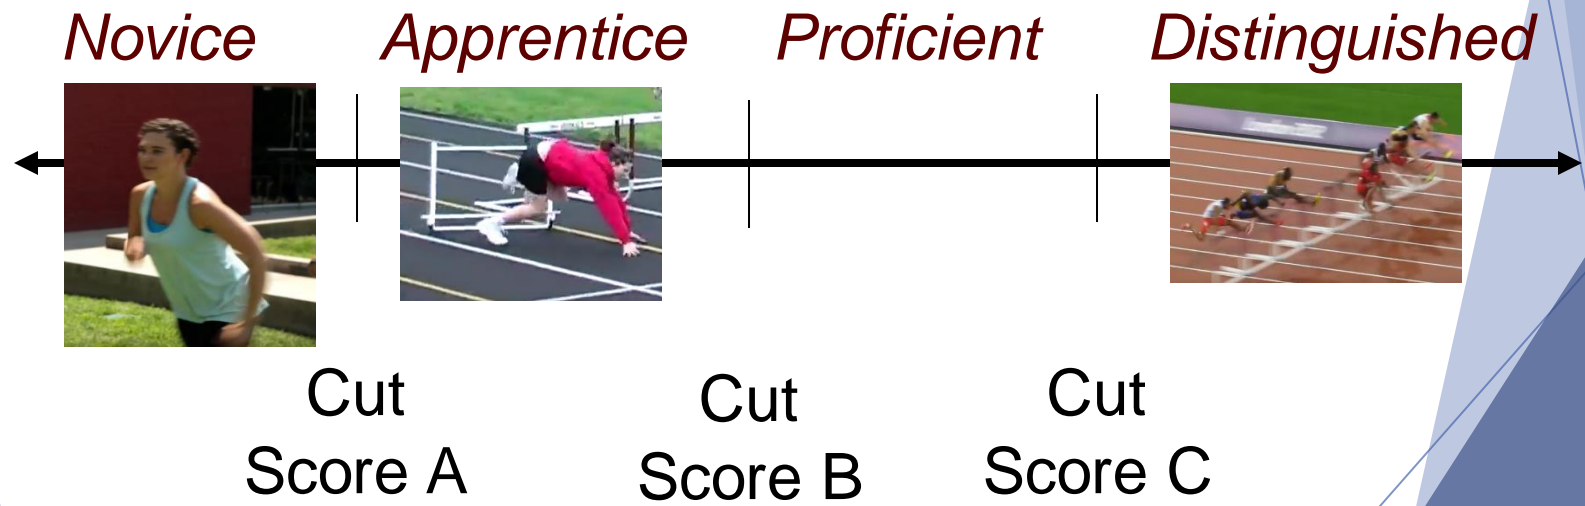 Novice Apprentice Proficient Distinguished
Cut Cut Cut
Score A Score B Score C